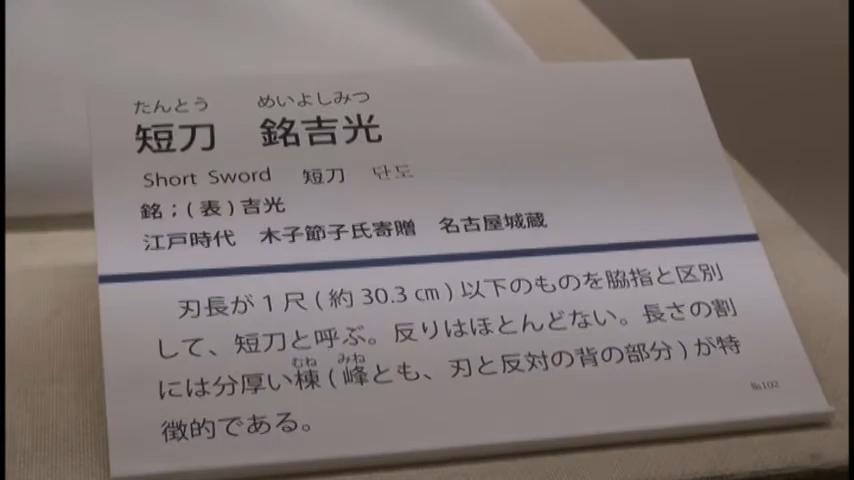 たんとう めいよしみつ
短刀 銘吉光
Short Sword 短刀 단도
銘；(表)吉光
江戸時代 木子節子氏寄贈 名古屋城蔵
刃長が1尺(約30.3㎝)以下のものを脇指と区別
して、短刀と呼ぶ。反りはほとんどない。長さの割
むね みね
には分厚い棟(峰とも、刃と反対の背の部分)が特
徴的である。
№102